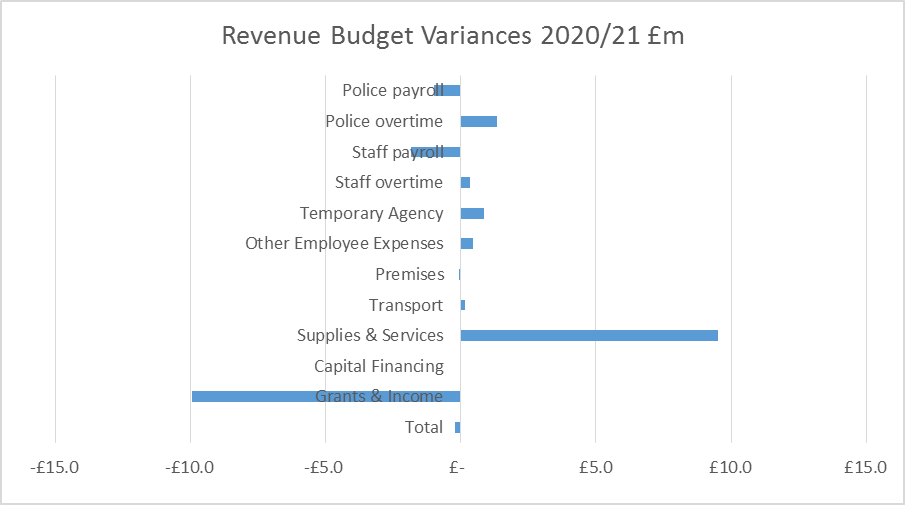 Revenue Budget Variances 2020/21 £m
Police payroll
Police overtime
Staff payroll
Staff overtime
Temporary Agency
Other Employee Expenses
Premises
Transport
Supplies & Services
Capital Financing
Grants & Income
Total
-£15.0 -£10.0 -£5.0 £- £5.0 £10.0 £15.0